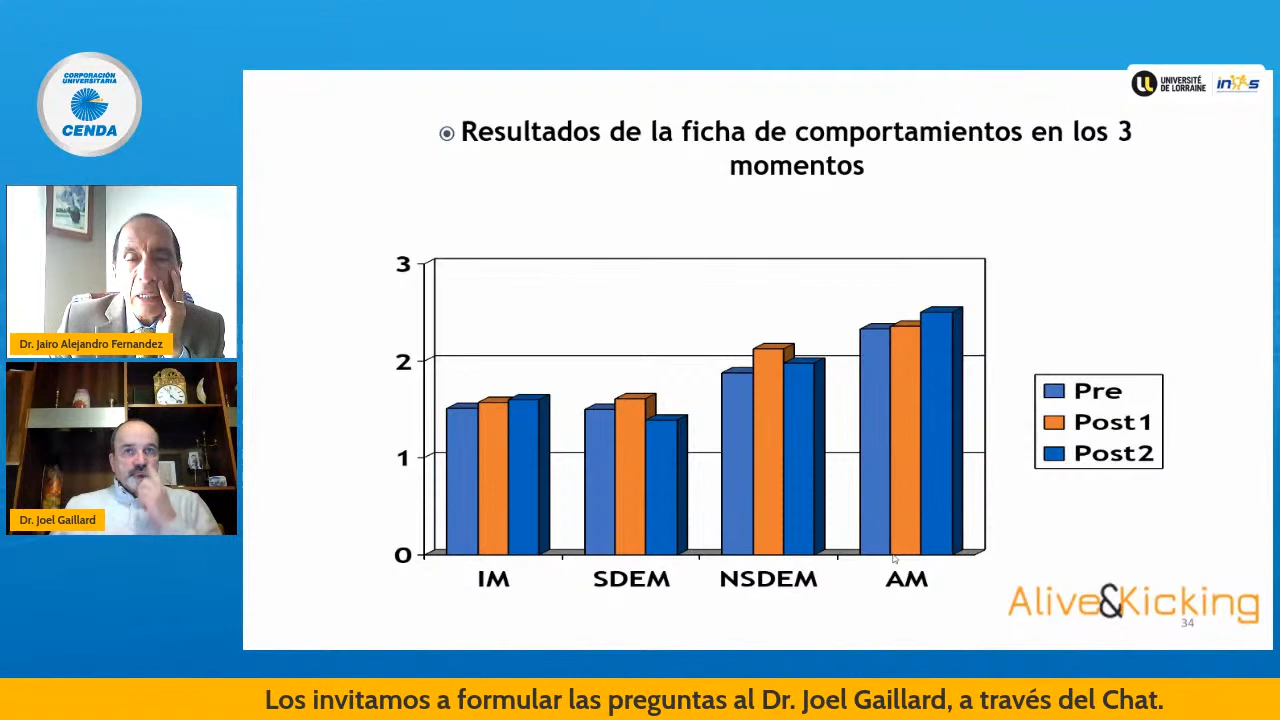 CORPORACIÓN
UNIVERSITARIA
CENDA
UNIVERSITÉ
DE LORRAINE
Resultados de la ficha de comportamientos en los 3
momentos
3
2
1
0
IM
SDEM
NSDEM
AM
Pre
Post1
Post2
Alive&Kicking
34
Dr. Jairo Alejandro Fernandez
Dr. Joel Gaillard
Los invitamos a formular las preguntas al Dr. Joel Gaillard, a través del Chat.